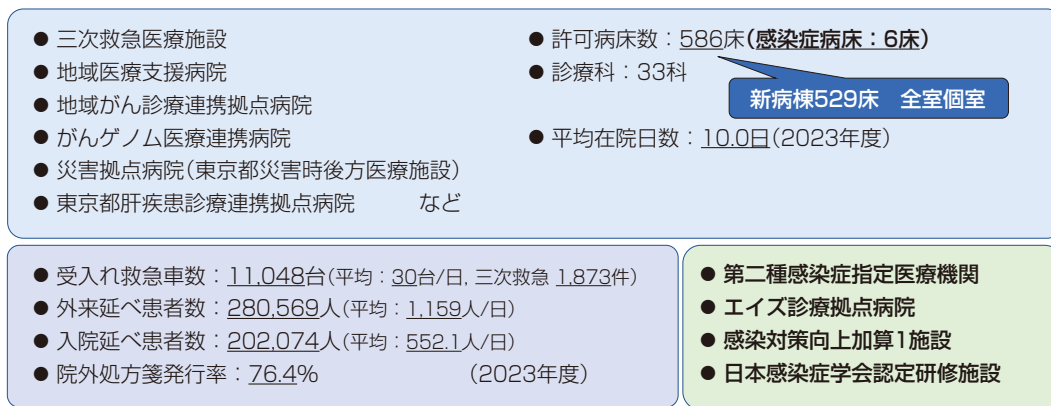 ● 三次救急医療施設
● 地域医療支援病院
● 地域がん診療連携拠点病院
● がんゲノム医療連携病院
● 災害拠点病院(東京都災害時後方医療施設)
● 東京都肝疾患診療連携拠点病院 など
● 許可病床数：586床(感染症病床：6床)
● 診療科：33科
新病棟529床 全室個室
● 平均在院日数：10.0日(2023年度)
● 受入れ救急車数：11,048台(平均：30台/日, 三次救急 1,873件)
● 外来延べ患者数：280,569人(平均：1,159人/日)
● 入院延べ患者数：202,074人(平均：552.1人/日)
● 院外処方箋発行率：76.4% (2023年度)
● 第二種感染症指定医療機関
● エイズ診療拠点病院
● 感染対策向上加算1施設
● 日本感染症学会認定研修施設